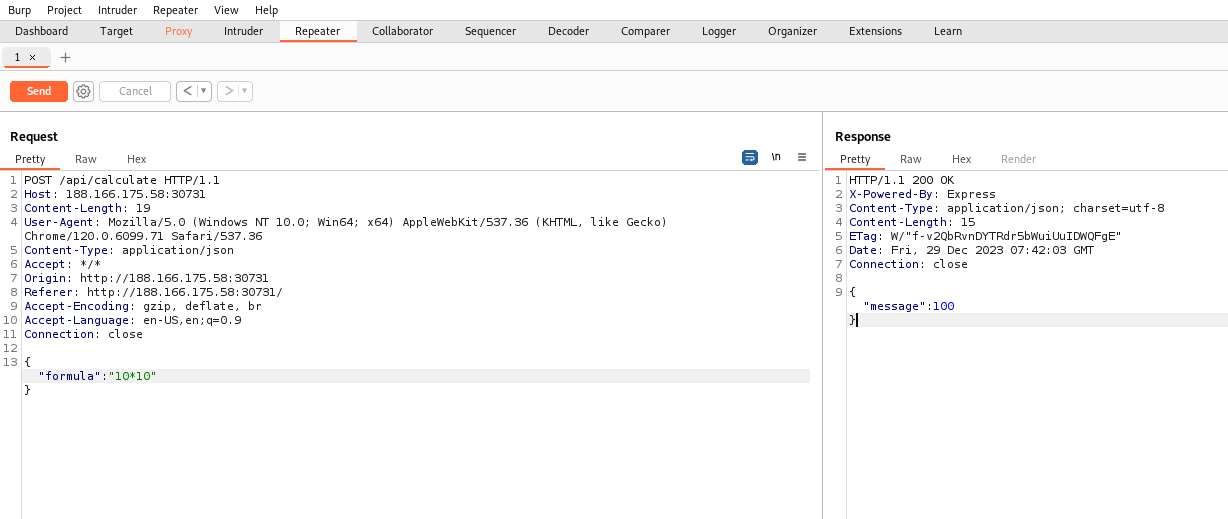 Burp Project Intruder Repeater View Help
Dashboard Target Proxy Intruder Repeater Collaborator Sequencer Decoder Comparer Logger Organizer Extensions Learn
1 × +
Send Cancel < >
Request
Pretty Raw Hex \n
1 POST /api/calculate HTTP/1.1
2 Host: 188.166.175.58:30731
3 Content-Length: 19
4 User-Agent: Mozilla/5.0 (Windows NT 10.0; Win64; x64) AppleWebKit/537.36 (KHTML, like Gecko)
Chrome/120.0.6099.71 Safari/537.36
5 Content-Type: application/json
6 Accept: */*
7 Origin: http://188.166.175.58:30731
8 Referer: http://188.166.175.58:30731/
9 Accept-Encoding: gzip, deflate, br
10 Accept-Language: en-US,en;q=0.9
11 Connection: close
12
13 {
"formula":"10*10"
}
Response
Pretty Raw Hex Render
1 HTTP/1.1 200 OK
2 X-Powered-By: Express
3 Content-Type: application/json; charset=utf-8
4 Content-Length: 15
5 ETag: W/"f-v2QbRvnDYTRdr5bWuiUuIDWQFgE"
6 Date: Fri, 29 Dec 2023 07:42:03 GMT
7 Connection: close
8
9 {
"message":100
}